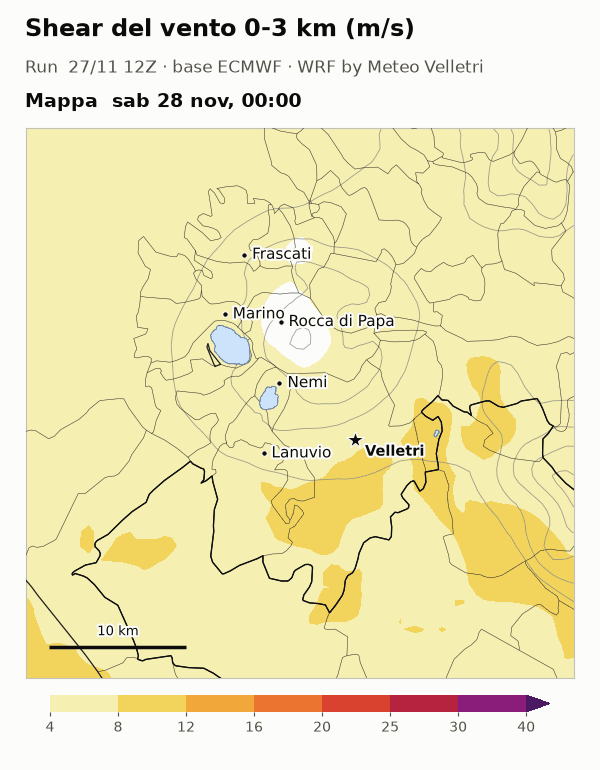 Shear del vento 0-3 km (m/s)
Run  27/11 12Z · base ECMWF · WRF by Meteo Velletri
Mappa  sab 28 nov, 00:00
Frascati
Marino
Rocca di Papa
Nemi
Velletri
Lanuvio
10 km
4 8 12 16 20 25 30 40